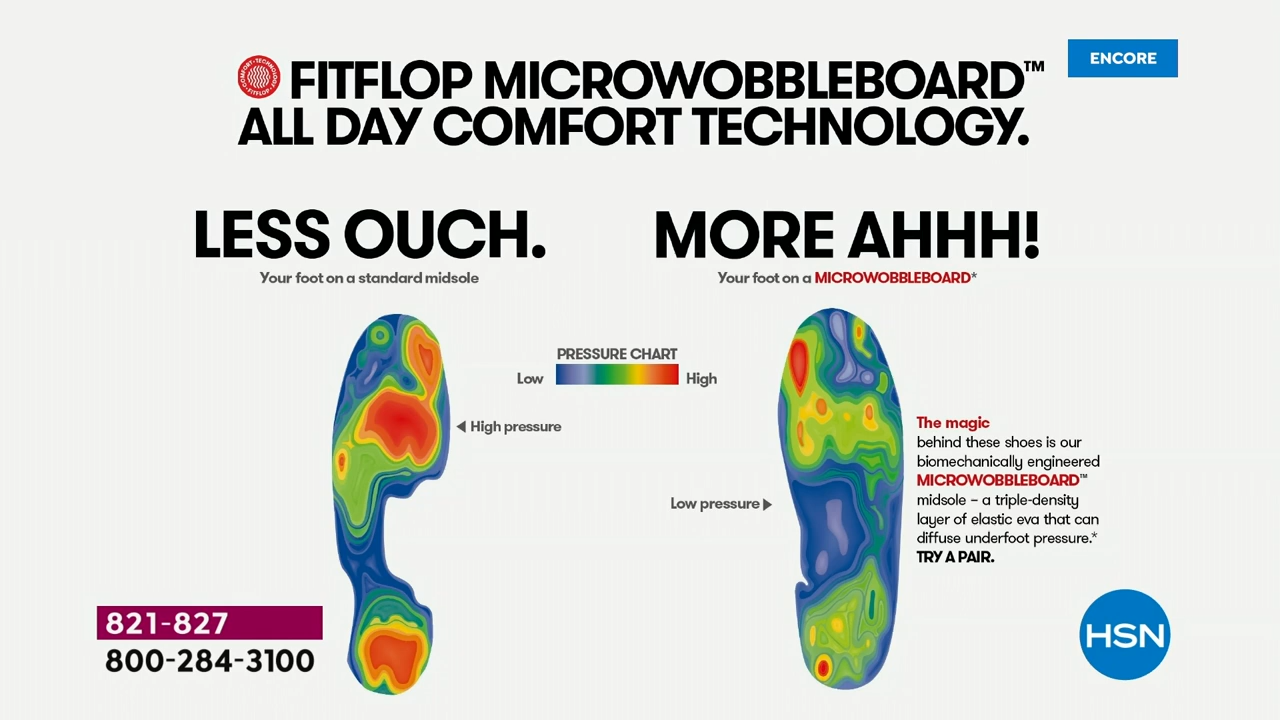 ENCORE
FITFLOP MICROWOBBLEBOARD™
ALL DAY COMFORT TECHNOLOGY.
LESS OUCH.
Your foot on a standard midsole
MORE AHHH!
Your foot on a MICROWOBBLEBOARD*
PRESSURE CHART
Low
High
High pressure
Low pressure
The magic
behind these shoes is our
biomechanically engineered
MICROWOBBLEBOARD™
midsole – a triple-density
layer of elastic eva that can
diffuse underfoot pressure.*
TRY A PAIR.
821-827
800-284-3100
HSN